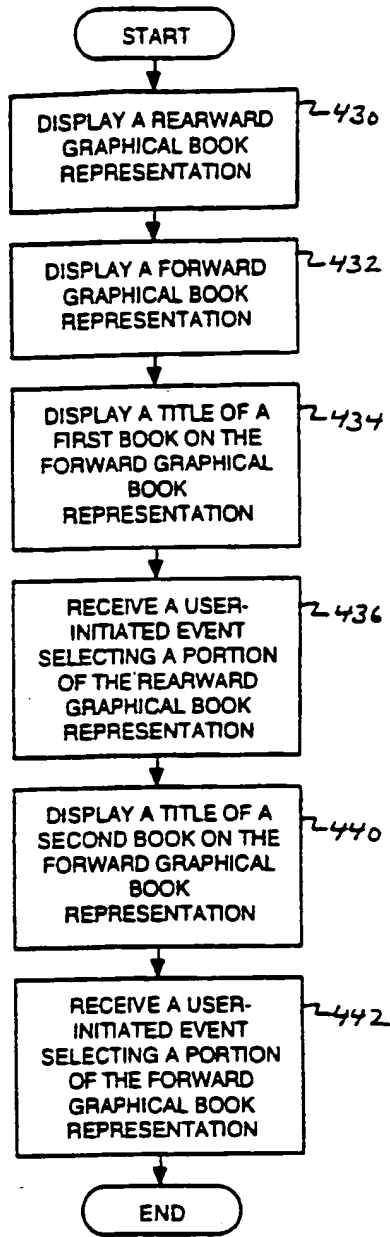 START
DISPLAY A REARWARD
GRAPHICAL BOOK
REPRESENTATION
430
DISPLAY A FORWARD
GRAPHICAL BOOK
REPRESENTATION
432
DISPLAY A TITLE OF A
FIRST BOOK ON THE
FORWARD GRAPHICAL
BOOK
REPRESENTATION
434
RECEIVE A USER-
INITIATED EVENT
SELECTING A PORTION
OF THE REARWARD
GRAPHICAL BOOK
REPRESENTATION
436
DISPLAY A TITLE OF A
SECOND BOOK ON THE
FORWARD GRAPHICAL
BOOK
REPRESENTATION
440
RECEIVE A USER-
INITIATED EVENT
SELECTING A PORTION
OF THE FORWARD
GRAPHICAL BOOK
REPRESENTATION
442
END